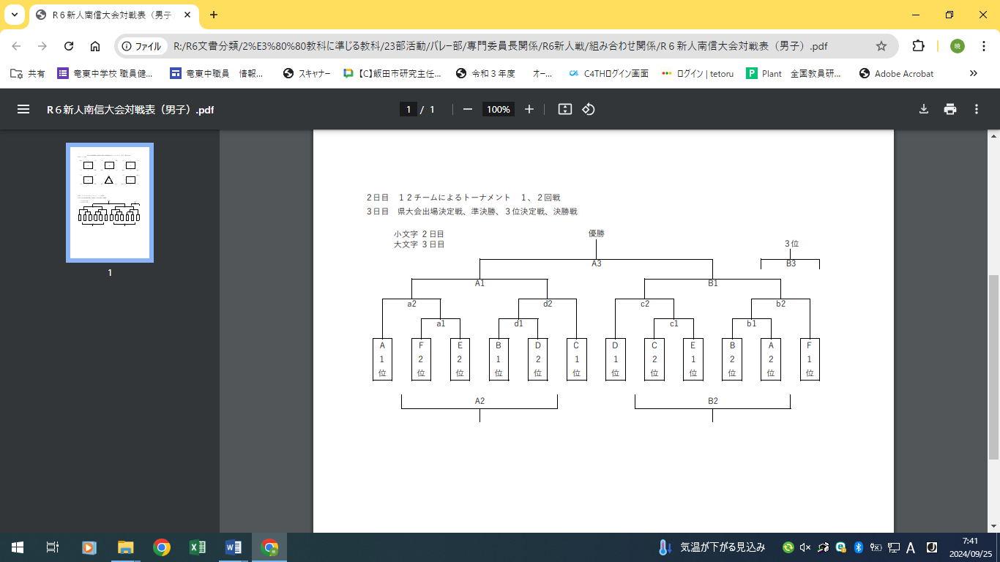 R６新人南信大会対戦表（男子
ファイル
R:/R6文書分類/2%E3%80%80教科に準じる教科/23部活動/バレー部/専門委員長関係/R6新人戦/組み合わせ関係/R６新人南信大会対戦表（男子）.pdf
暁
共有
竜東中学校 職員健...
竜東中職員　情報...
スキャナー
【C】飯田市研究主任...
令和３年度　　オー...
C4THログイン画面
ログイン | tetoru
Plant　全国教員研...
Adobe Acrobat
R６新人南信大会対戦表（男子）.pdf
1 / 1
100%
1
２日目　１２チームによるトーナメント　１、２回戦
３日目　県大会出場決定戦、準決勝、３位決定戦、決勝戦
小文字 ２日目
大文字 ３日目
優勝
３位
A3
B3
A1
B1
a2
d2
c2
b2
a1
d1
c1
b1
A F E B D C D C E B A F
1 2 2 1 2 1 1 2 1 2 2 1
位 位 位 位 位 位 位 位 位 位 位 位
A2
B2
気温が下がる見込み
A
7:41
2024/09/25